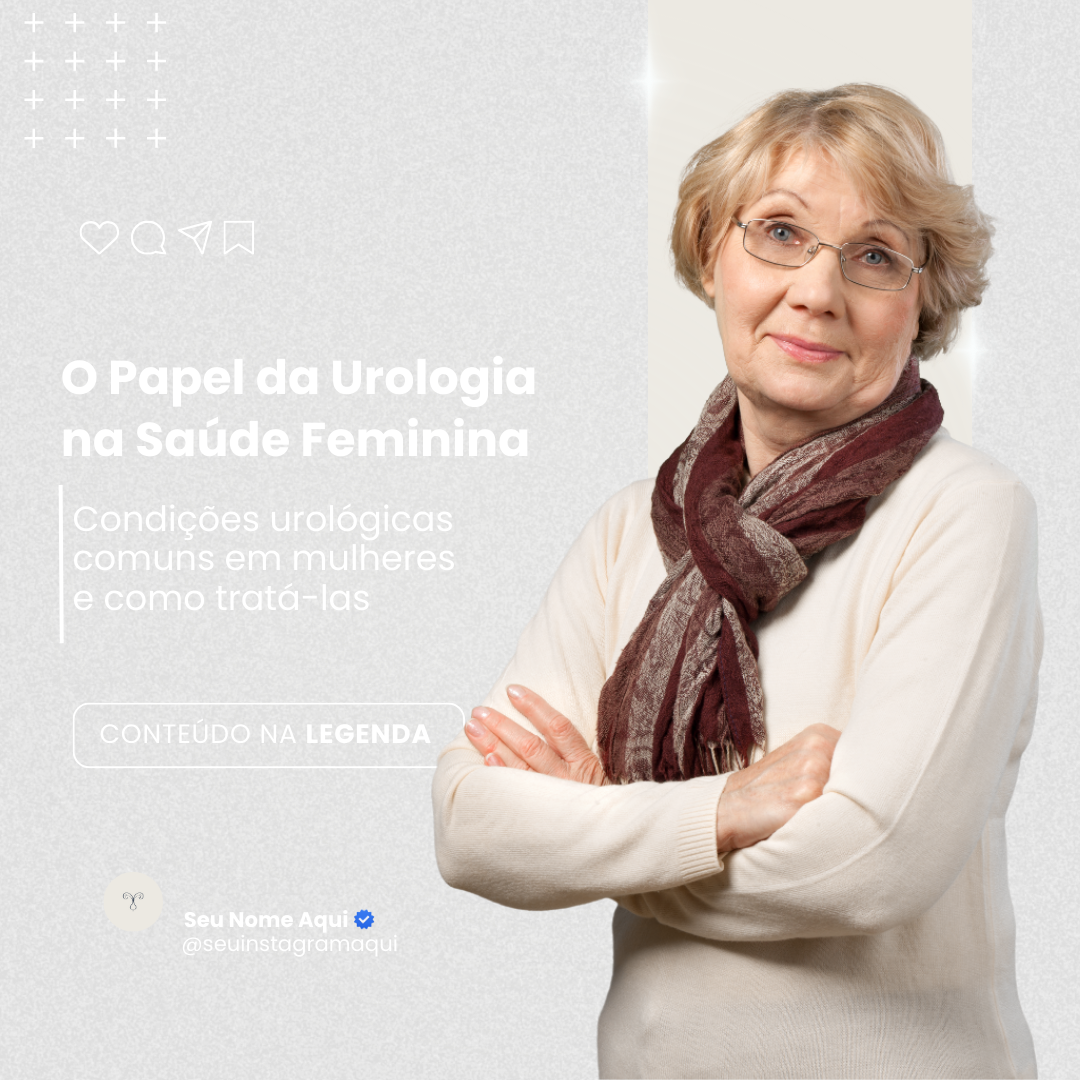 O Papel da Urologia
na Saúde Feminina
Condições urológicas
comuns em mulheres
e como tratá-las
CONTEÚDO NA LEGENDA
Seu Nome Aqui
@seuinstagramaqui